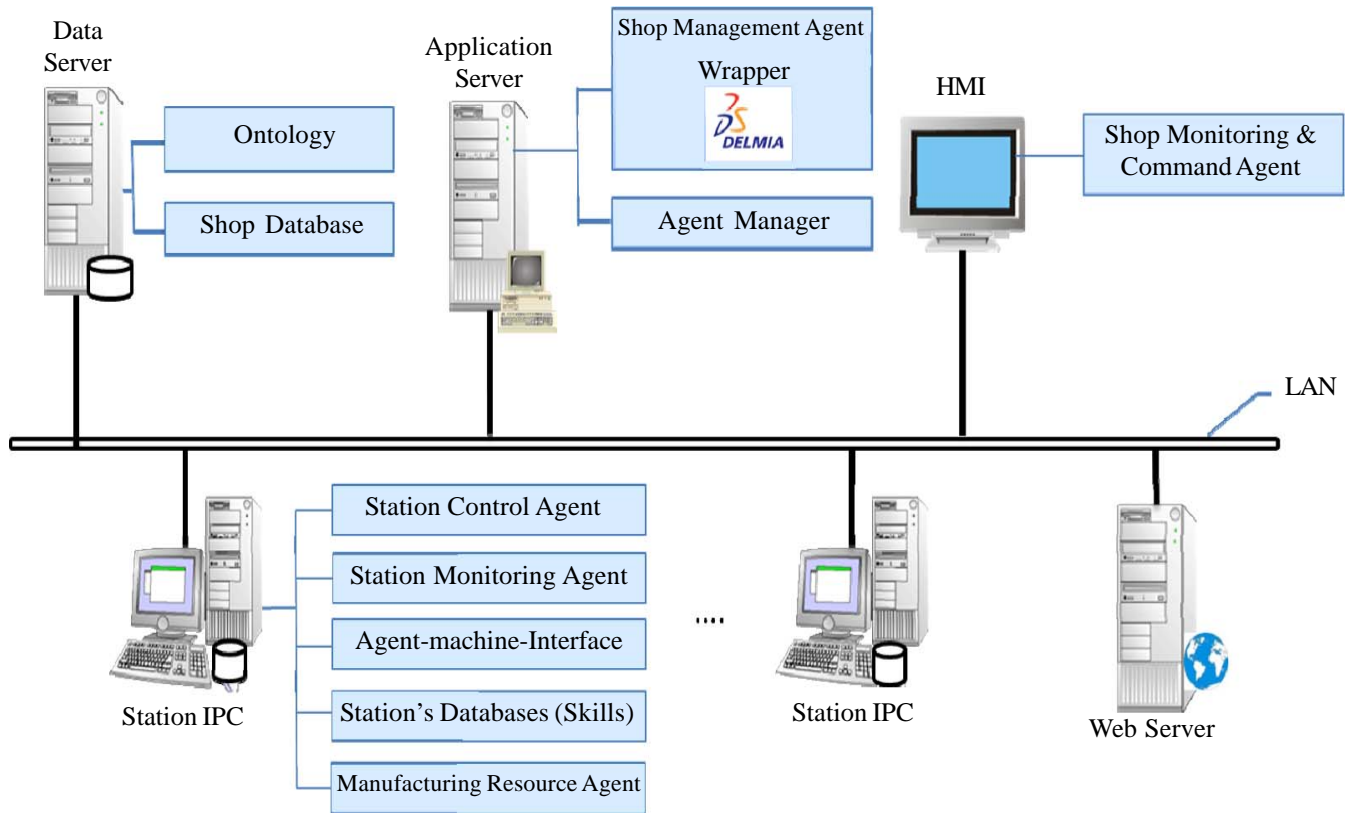 Data
Server
Ontology
Shop Database
Application
Server
Shop Management Agent
Wrapper
DS
DELMIA
Agent Manager
HMI
Shop Monitoring &
Command Agent
LAN
Station IPC
Station Control Agent
Station Monitoring Agent
Agent-machine-Interface
Station's Databases (Skills)
Manufacturing Resource Agent
....
Station IPC
Web Server